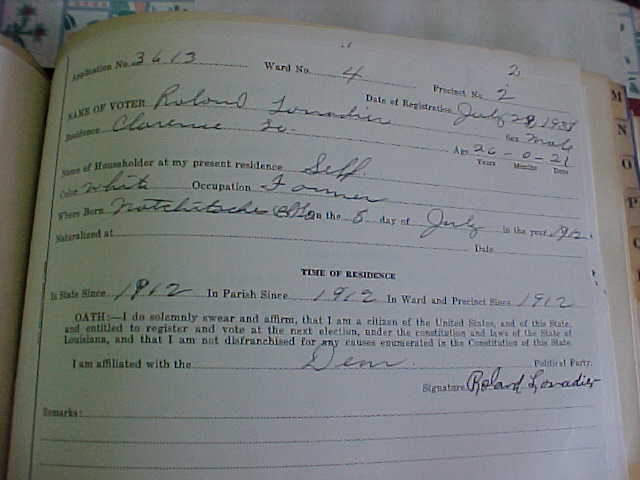 2
Application No. 3613 Ward No. 4 Precinct No. 2
NAME OF VOTER Roland Lonadier Date of Registration July 28, 1938
Residence Clarence La. Sex Male
Age 26-0-21
Years Months Days
Name of Householder at my present residence Self
Color White Occupation Farmer
Where Born on the 5 day of July in the year 1912
Naturalized at Date
TIME OF RESIDENCE
In State Since 1912 In Parish Since 1912 In Ward and Precinct Since 1912
OATH:—I do solemnly swear and affirm, that I am a citizen of the United States, and of this State,
and entitled to register and vote at the next election, under the constitution and laws of the State of
Louisiana, and that I am not disfranchised for any causes enumerated in the Constitution of this State.
I am affiliated with the Dem. Political Party.
Signature Roland Lonadier
Remarks:
M
N
O
P